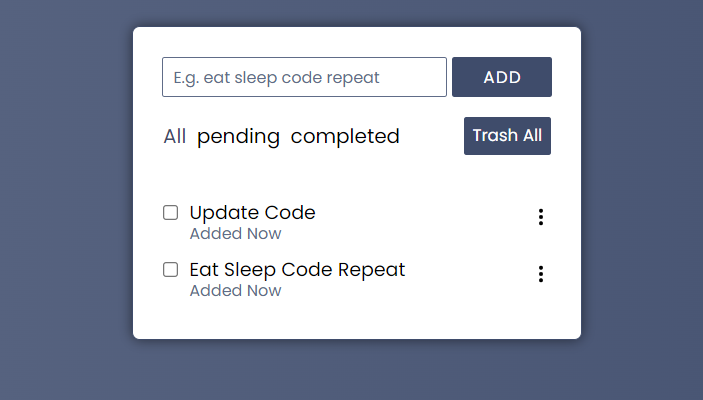 E.g. eat sleep code repeat ADD
All pending completed Trash All
Update Code
Added Now
Eat Sleep Code Repeat
Added Now